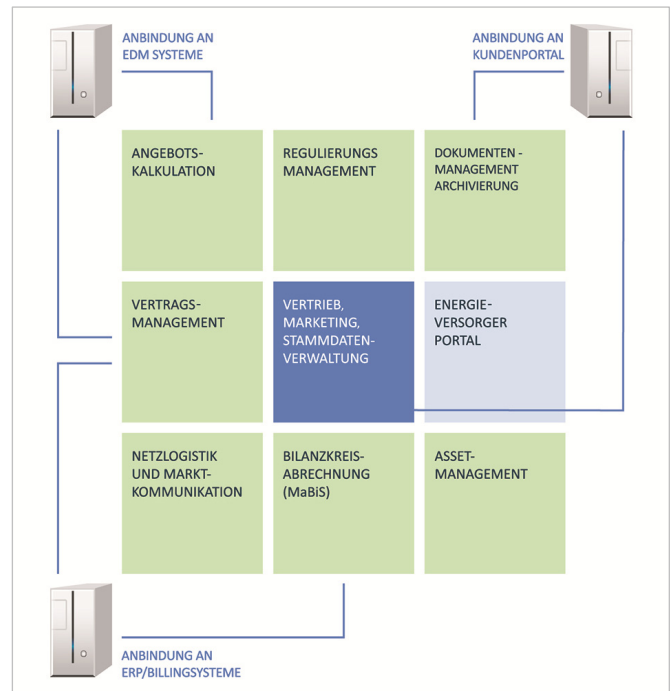 ANBINDUNG AN
EDM SYSTEME
ANBINDUNG AN
KUNDENPORTAL
ANGEBOTS-
KALKULATION
REGULIERUNGS
MANAGEMENT
DOKUMENTEN -
MANAGEMENT
ARCHIVIERUNG
VERTRAGS-
MANAGEMENT
VERTRIEB,
MARKETING,
STAMMDATEN-
VERWALTUNG
ENERGIE-
VERSORGER
PORTAL
NETZLOGISTIK
UND MARKT-
KOMMUNIKATION
BILANZKREIS-
ABRECHNUNG
(MaBiS)
ASSET-
MANAGEMENT
ANBINDUNG AN
ERP/BILLINGSYSTEME